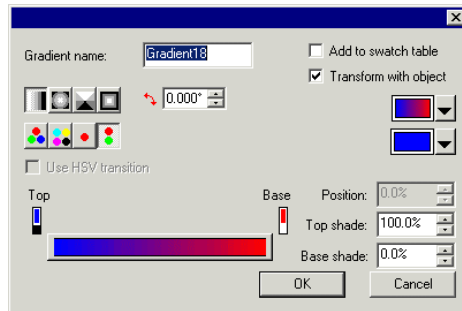 Gradient name:
Gradient18
Add to swatch table
Transform with object
0.000°
Use HSV transition
Top
Base
Position:
0.0%
Top shade:
100.0%
Base shade:
0.0%
OK
Cancel